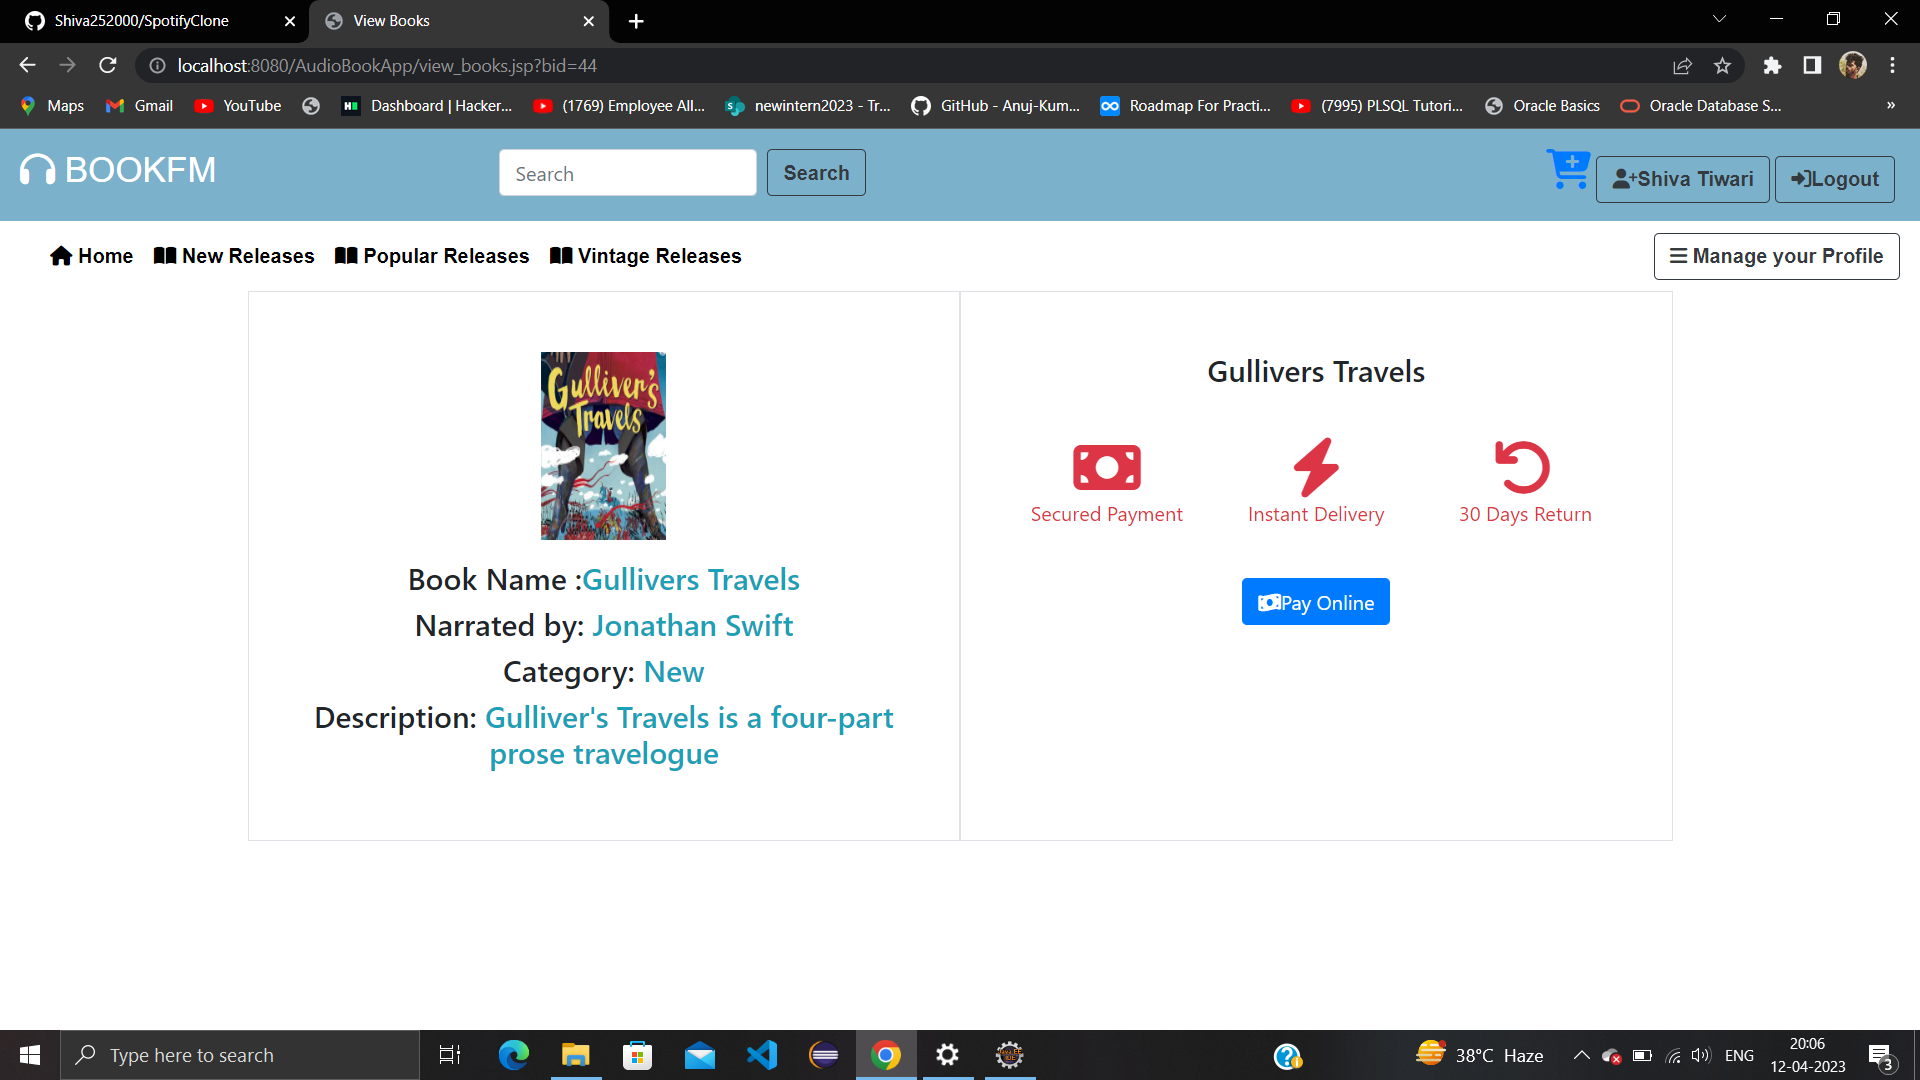 Shiva252000/SpotifyClone
View Books
localhost:8080/AudioBookApp/view_books.jsp?bid=44
Maps
Gmail
YouTube
Dashboard | Hacker...
(1769) Employee All...
newintern2023 - Tr...
GitHub - Anuj-Kum...
Roadmap For Practi...
(7995) PLSQL Tutori...
Oracle Basics
Oracle Database S...
»
BOOKFM
Search
Search
Shiva Tiwari
Logout
Home
New Releases
Popular Releases
Vintage Releases
Manage your Profile
Gulliver's
Travels
Book Name :Gullivers Travels
Narrated by: Jonathan Swift
Category: New
Description: Gulliver's Travels is a four-part
prose travelogue
Gullivers Travels
Secured Payment
Instant Delivery
30 Days Return
Pay Online
Type here to search
38°C Haze
ENG
20:06
12-04-2023
3